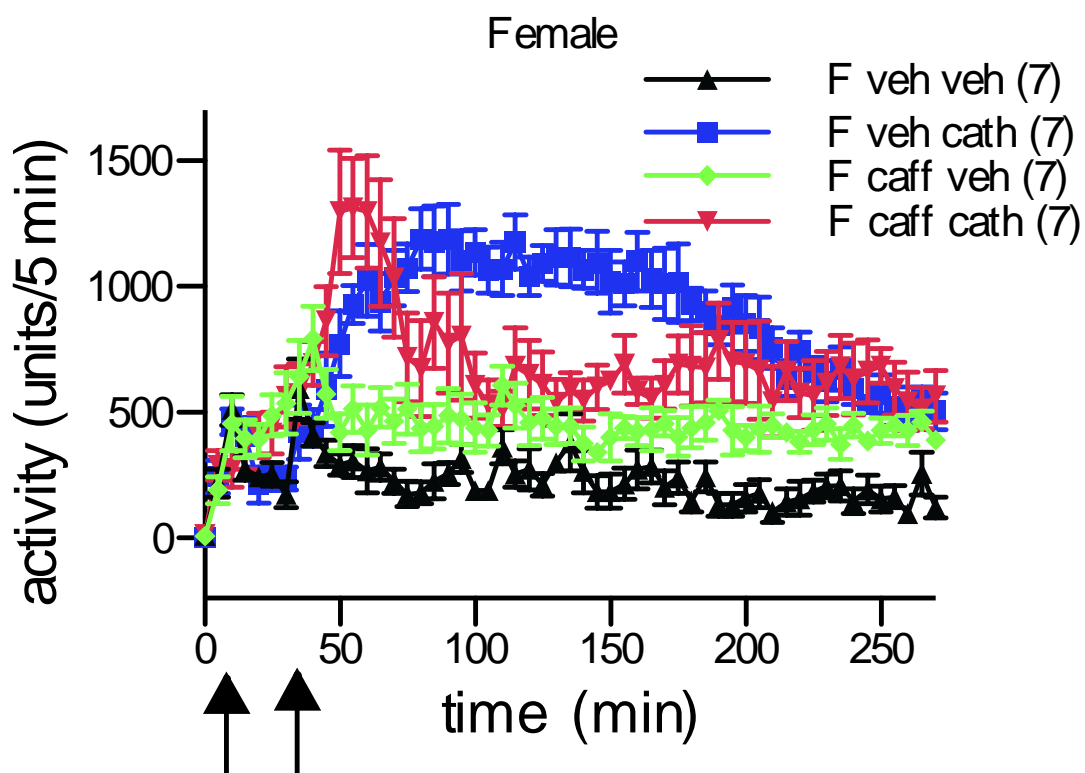 Female
F veh veh (7)
F veh cath (7)
F caff veh (7)
F caff cath (7)
activity (units/5 min)
1500
1000
500
0
0 50 100 150 200 250
time (min)